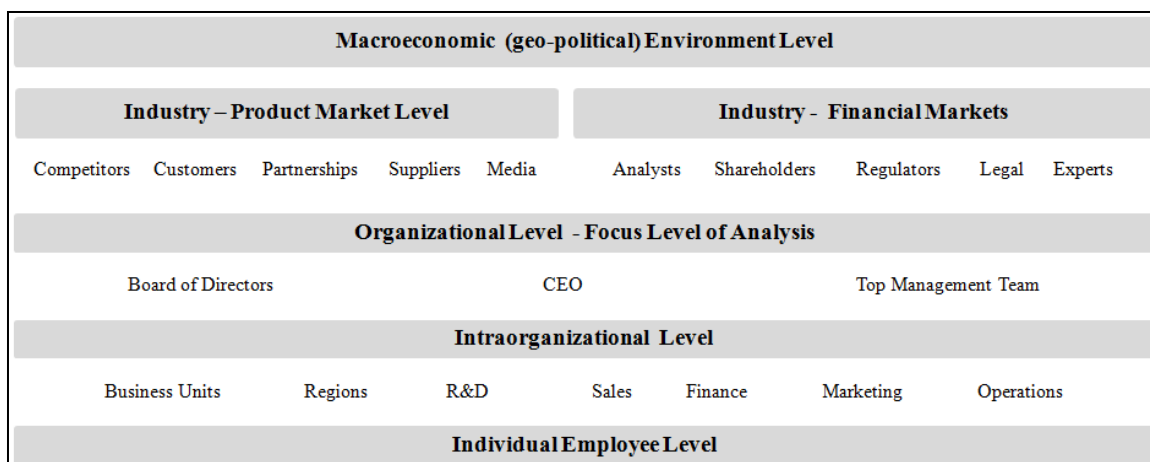 Macroeconomic (geo-political) Environment Level
Industry – Product Market Level
Industry - Financial Markets
Competitors Customers Partnerships Suppliers Media
Analysts Shareholders Regulators Legal Experts
Organizational Level - Focus Level of Analysis
Board of Directors CEO Top Management Team
Intraorganizational Level
Business Units Regions R&D Sales Finance Marketing Operations
Individual Employee Level